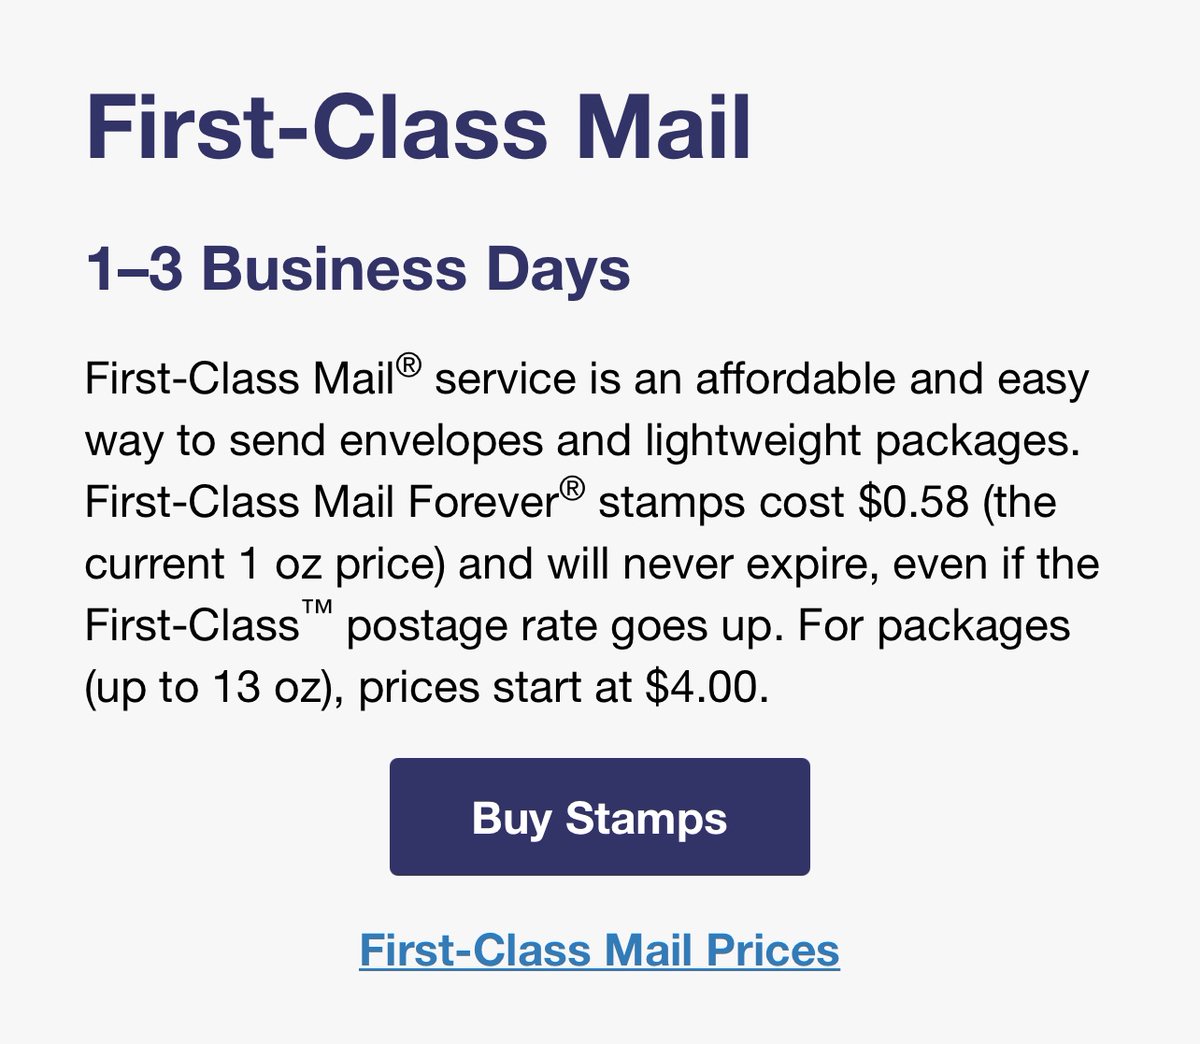 First-Class Mail
1–3 Business Days
First-Class Mail® service is an affordable and easy
way to send envelopes and lightweight packages.
First-Class Mail Forever® stamps cost $0.58 (the
current 1 oz price) and will never expire, even if the
First-Class™ postage rate goes up. For packages
(up to 13 oz), prices start at $4.00.
Buy Stamps
First-Class Mail Prices